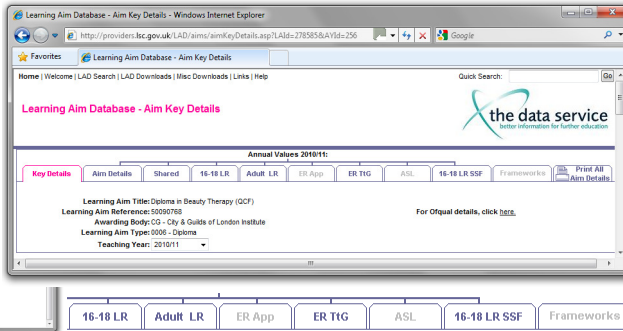 Learning Aim Database - Aim Key Details - Windows Internet Explorer
http://providers.lsc.gov.uk/LAD/aims/aimKeyDetails.asp?LAId=278585&AYId=256 Google
Favorites Learning Aim Database - Aim Key Details
Home | Welcome | LAD Search | LAD Downloads | Misc Downloads | Links | Help Quick Search: Go
Learning Aim Database - Aim Key Details
the data service
better information for further education
Annual Values 2010/11:
Key Details Aim Details Shared 16-18 LR Adult LR ER App ER TtG ASL 16-18 LR SSF Frameworks Print All Aim Details
Learning Aim Title: Diploma in Beauty Therapy (QCF)
Learning Aim Reference: 50090768 For Ofqual details, click here.
Awarding Body: CG - City & Guilds of London Institute
Learning Aim Type: 0006 - Diploma
Teaching Year: 2010/11
16-18 LR Adult LR ER App ER TtG ASL 16-18 LR SSF Frameworks